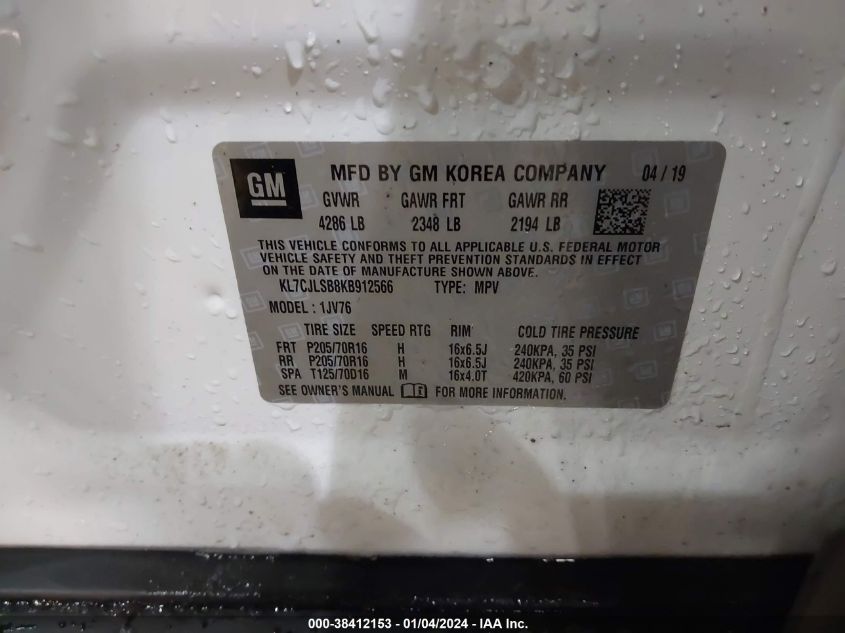 GM MFD BY GM KOREA COMPANY 04 / 19
GVWR GAWR FRT GAWR RR
4286 LB 2348 LB 2194 LB
THIS VEHICLE CONFORMS TO ALL APPLICABLE U.S. FEDERAL MOTOR
VEHICLE SAFETY AND THEFT PREVENTION STANDARDS IN EFFECT
ON THE DATE OF MANUFACTURE SHOWN ABOVE.
KL7CJLSB8KB912566 TYPE: MPV
MODEL : 1JV76
TIRE SIZE SPEED RTG RIM COLD TIRE PRESSURE
FRT P205/70R16 H 16x6.5J 240KPA, 35 PSI
RR P205/70R16 H 16x6.5J 240KPA, 35 PSI
SPA T125/70D16 M 16x4.0T 420KPA, 60 PSI
SEE OWNER'S MANUAL FOR MORE INFORMATION.
000-38412153 - 01/04/2024 - IAA Inc.